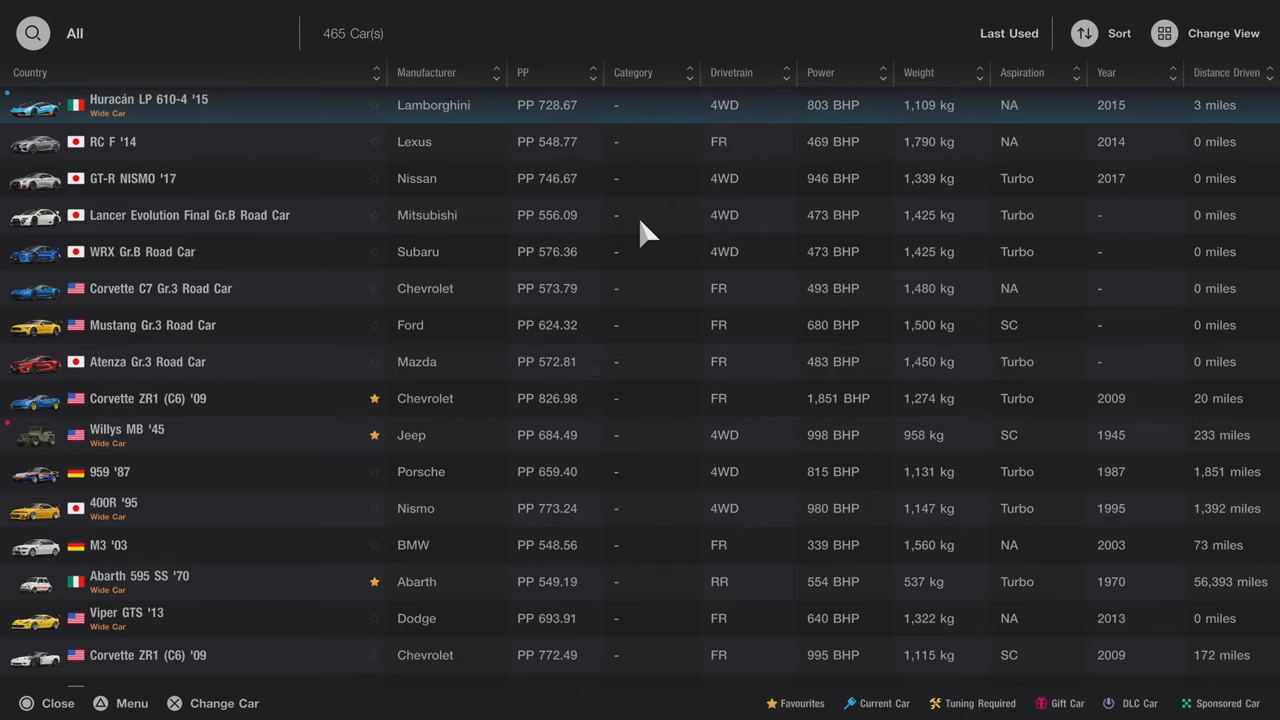 All 465 Car(s) Last Used Sort Change View
Country Manufacturer PP Category Drivetrain Power Weight Aspiration Year Distance Driven
Huracán LP 610-4 '15 Lamborghini PP 728.67 - 4WD 803 BHP 1,109 kg NA 2015 3 miles
Wide Car
RC F '14 Lexus PP 548.77 - FR 469 BHP 1,790 kg NA 2014 0 miles
GT-R NISMO '17 Nissan PP 746.67 - 4WD 946 BHP 1,339 kg Turbo 2017 0 miles
Lancer Evolution Final Gr.B Road Car Mitsubishi PP 556.09 - 4WD 473 BHP 1,425 kg Turbo - 0 miles
WRX Gr.B Road Car Subaru PP 576.36 - 4WD 473 BHP 1,425 kg Turbo - 0 miles
Corvette C7 Gr.3 Road Car Chevrolet PP 573.79 - FR 493 BHP 1,480 kg NA - 0 miles
Mustang Gr.3 Road Car Ford PP 624.32 - FR 680 BHP 1,500 kg SC - 0 miles
Atenza Gr.3 Road Car Mazda PP 572.81 - FR 483 BHP 1,450 kg Turbo - 0 miles
Corvette ZR1 (C6) '09 Chevrolet PP 826.98 - FR 1,851 BHP 1,274 kg Turbo 2009 20 miles
Willys MB '45 Jeep PP 684.49 - 4WD 998 BHP 958 kg SC 1945 233 miles
Wide Car
959 '87 Porsche PP 659.40 - 4WD 815 BHP 1,131 kg Turbo 1987 1,851 miles
400R '95 Nismo PP 773.24 - 4WD 980 BHP 1,147 kg Turbo 1995 1,392 miles
Wide Car
M3 '03 BMW PP 548.56 - FR 339 BHP 1,560 kg NA 2003 73 miles
Abarth 595 SS '70 Abarth PP 549.19 - RR 554 BHP 537 kg Turbo 1970 56,393 miles
Wide Car
Viper GTS '13 Dodge PP 693.91 - FR 640 BHP 1,322 kg NA 2013 0 miles
Wide Car
Corvette ZR1 (C6) '09 Chevrolet PP 772.49 - FR 995 BHP 1,115 kg SC 2009 172 miles
Close Menu Change Car Favourites Current Car Tuning Required Gift Car DLC Car Sponsored Car